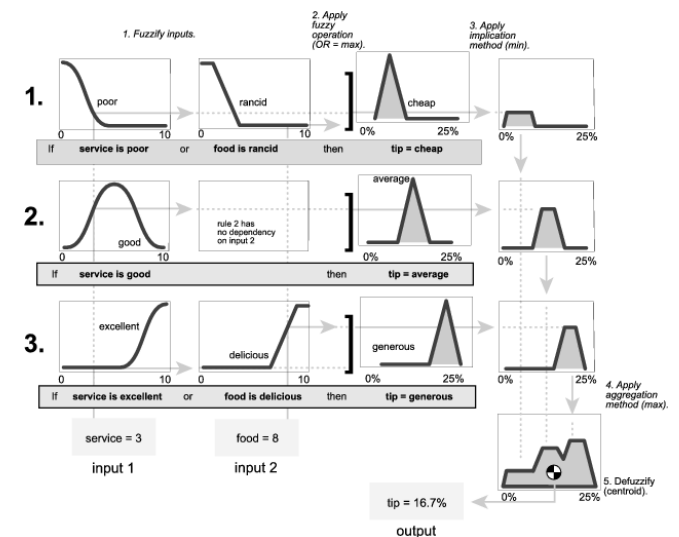 1. Fuzzify inputs.
2. Apply
fuzzy
operation
(OR = max).
3. Apply
implication
method (min).
1.
poor
rancid
cheap
0 10
0 10
0% 25%
0% 25%
If service is poor or food is rancid then tip = cheap
2.
good
rule 2 has
no dependency
on input 2
average
0 10
0% 25%
0% 25%
If service is good then tip = average
3.
excellent
delicious
generous
0 10
0 10
0% 25%
0% 25%
If service is excellent or food is delicious then tip = generous
4. Apply
aggregation
method (max).
service = 3
food = 8
input 1
input 2
0% 25%
5. Defuzzify
(centroid).
tip = 16.7%
output